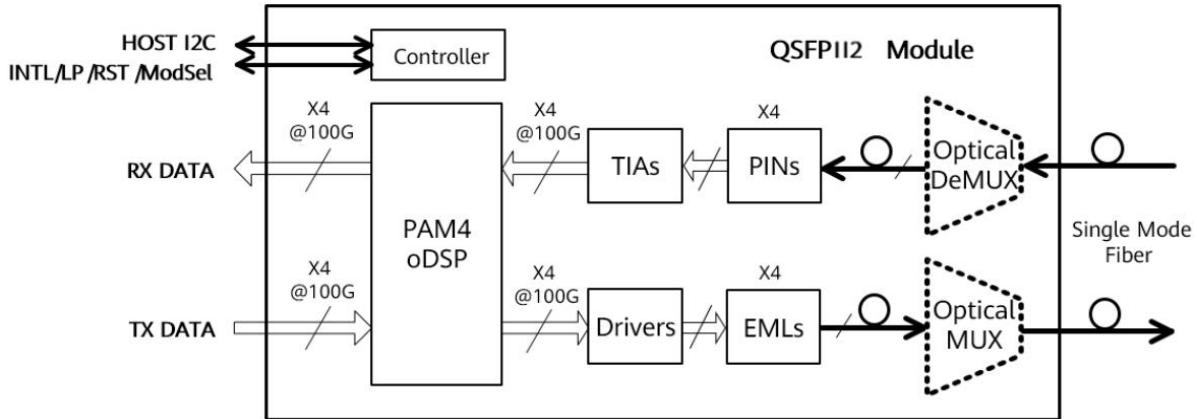 HOST I2C
INTL/LP/RST/ModSel
Controller
QSFP112 Module
X4
@100G
X4
@100G
X4
RX DATA
PAM4
oDSP
TIAs
PINs
Optical
DeMUX
Single Mode
Fiber
X4
@100G
X4
@100G
X4
TX DATA
Drivers
EMLs
Optical
MUX